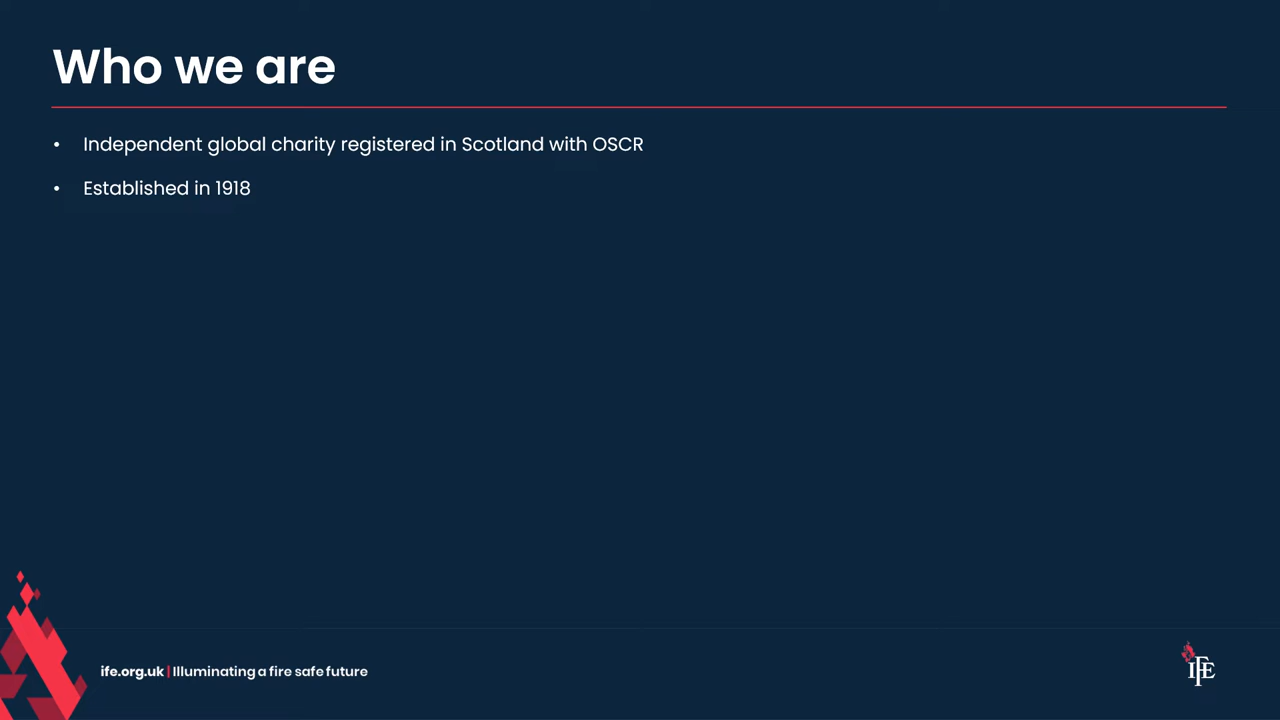 Who we are
• Independent global charity registered in Scotland with OSCR
• Established in 1918
ife.org.uk | Illuminating a fire safe future
IFE